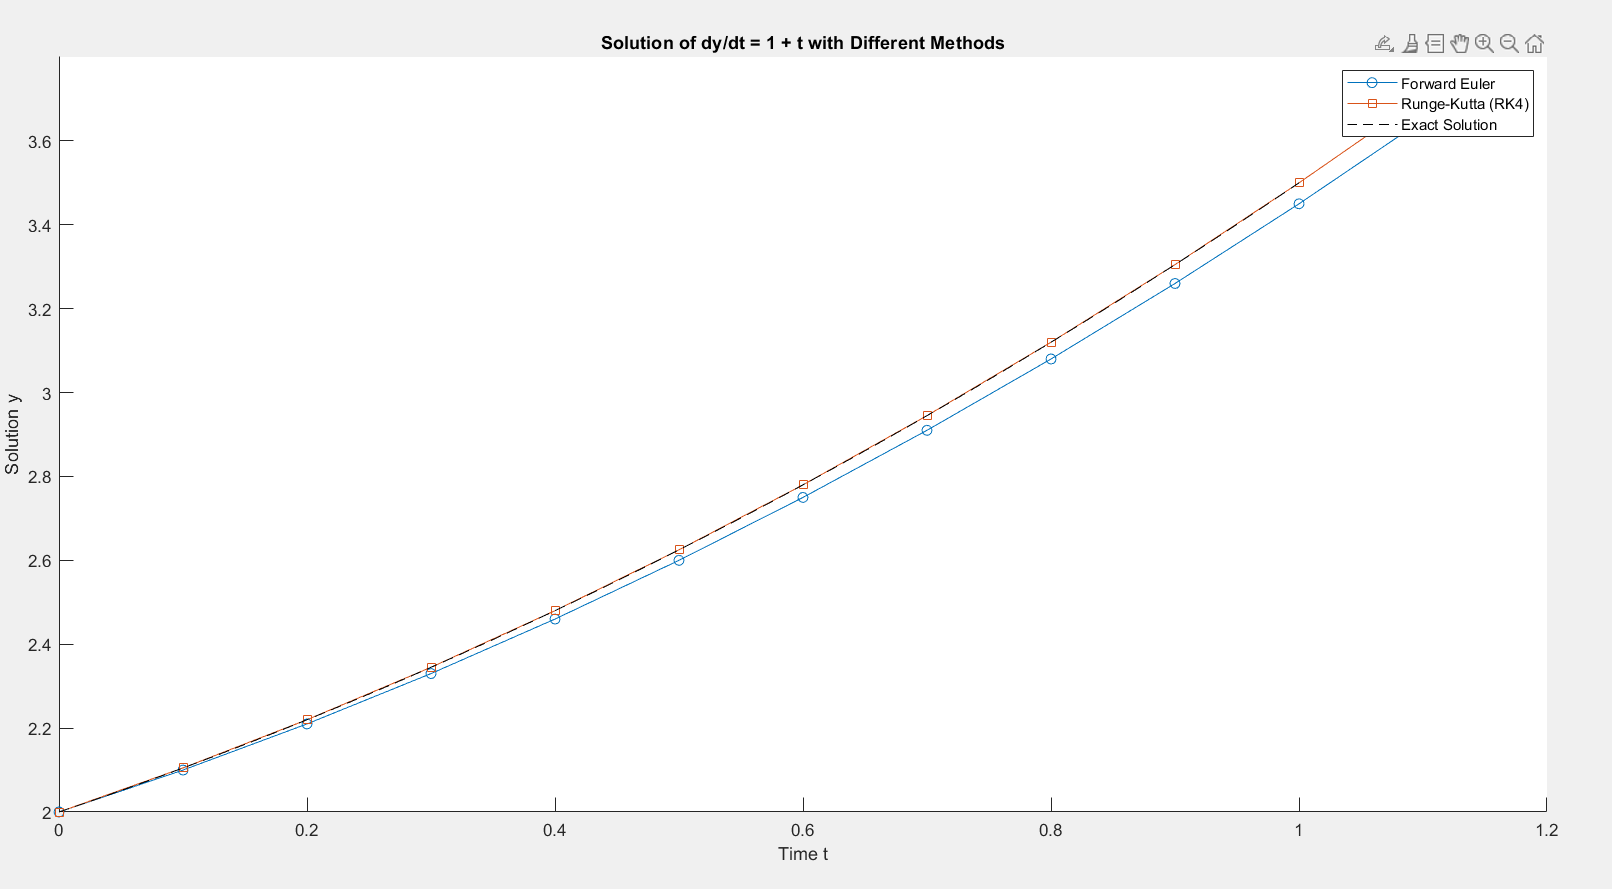 Solution of dy/dt = 1 + t with Different Methods
Forward Euler
Runge-Kutta (RK4)
Exact Solution
3.6
3.4
3.2
3
2.8
2.6
2.4
2.2
2
Solution y
0
0.2
0.4
0.6
0.8
1
1.2
Time t